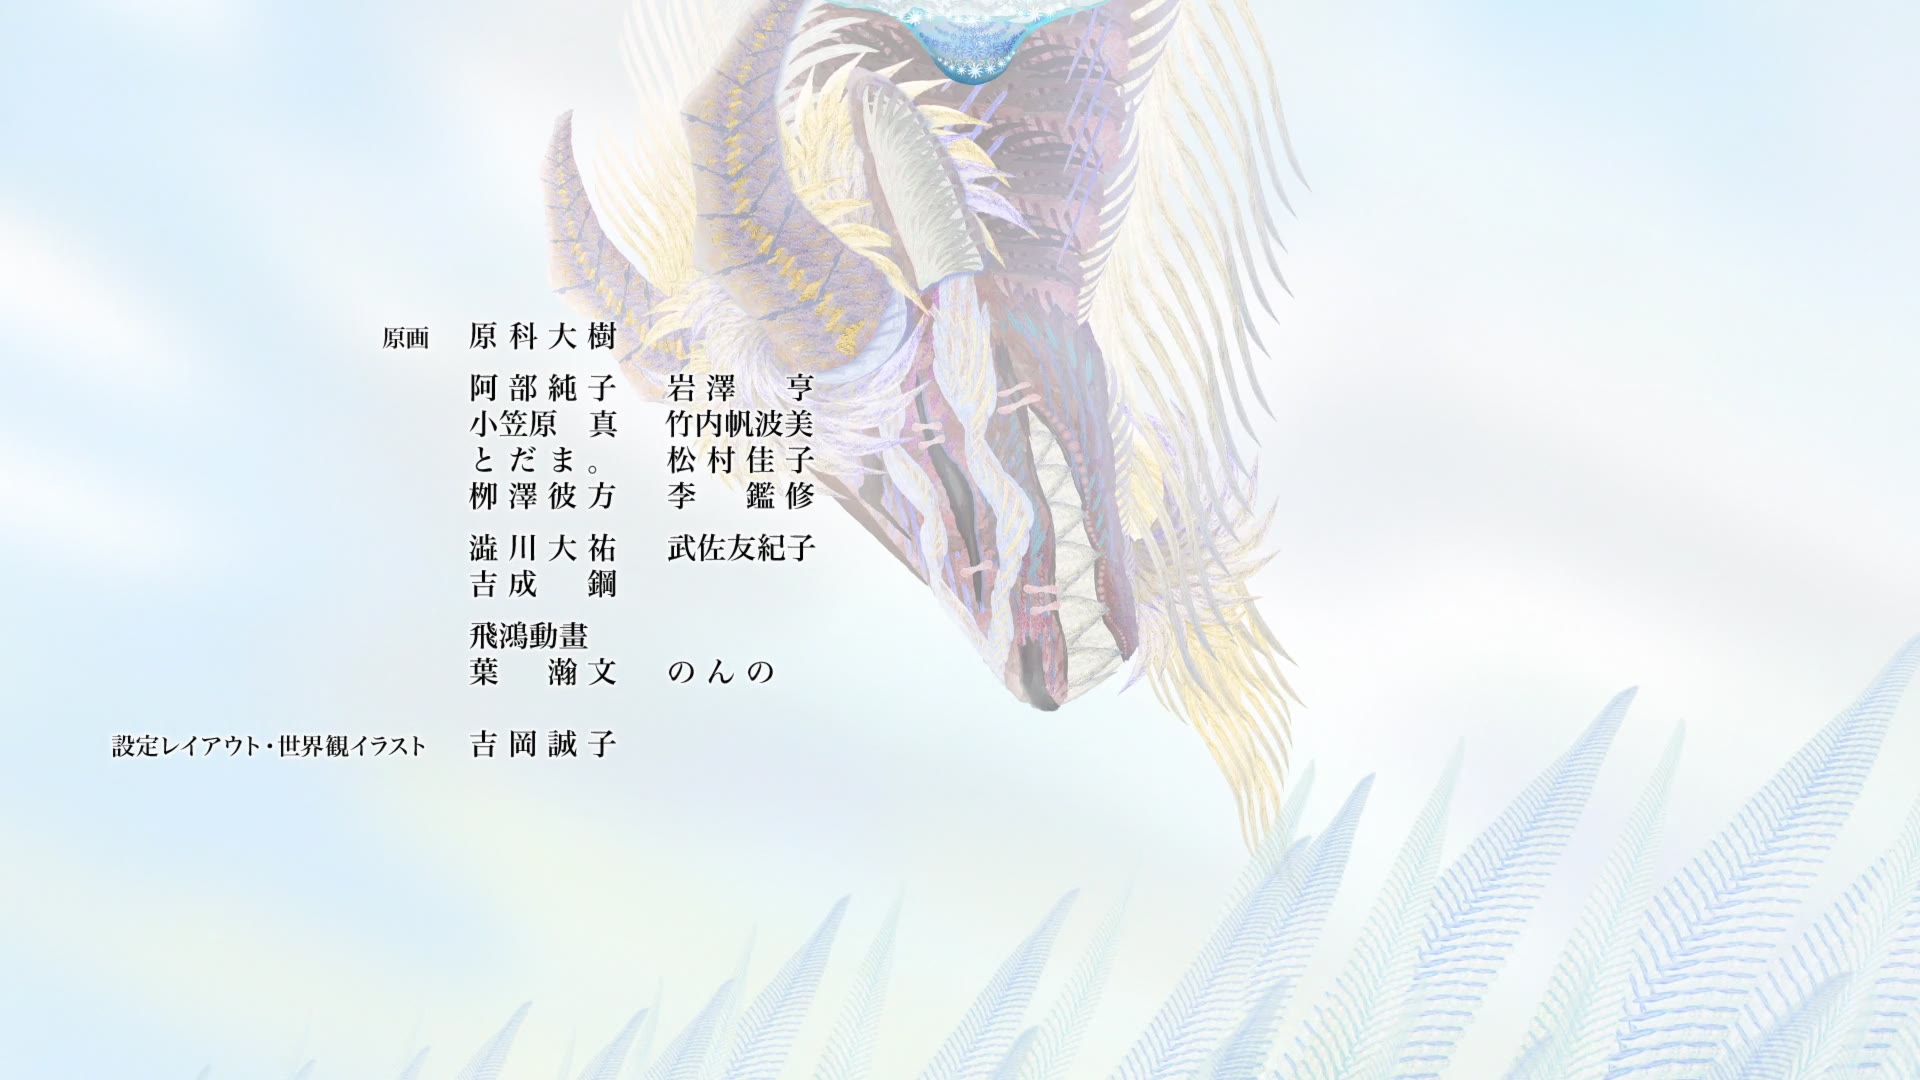 原画 原科大樹
阿部純子 岩澤 亨
小笠原 真 竹内帆波美
とだま。 松村佳子
栁澤彼方 李 鑑修
澁川大祐 武佐友紀子
吉成 鋼
飛鴻動畫
葉 瀚文 のんの
設定レイアウト・世界観イラスト 吉岡誠子